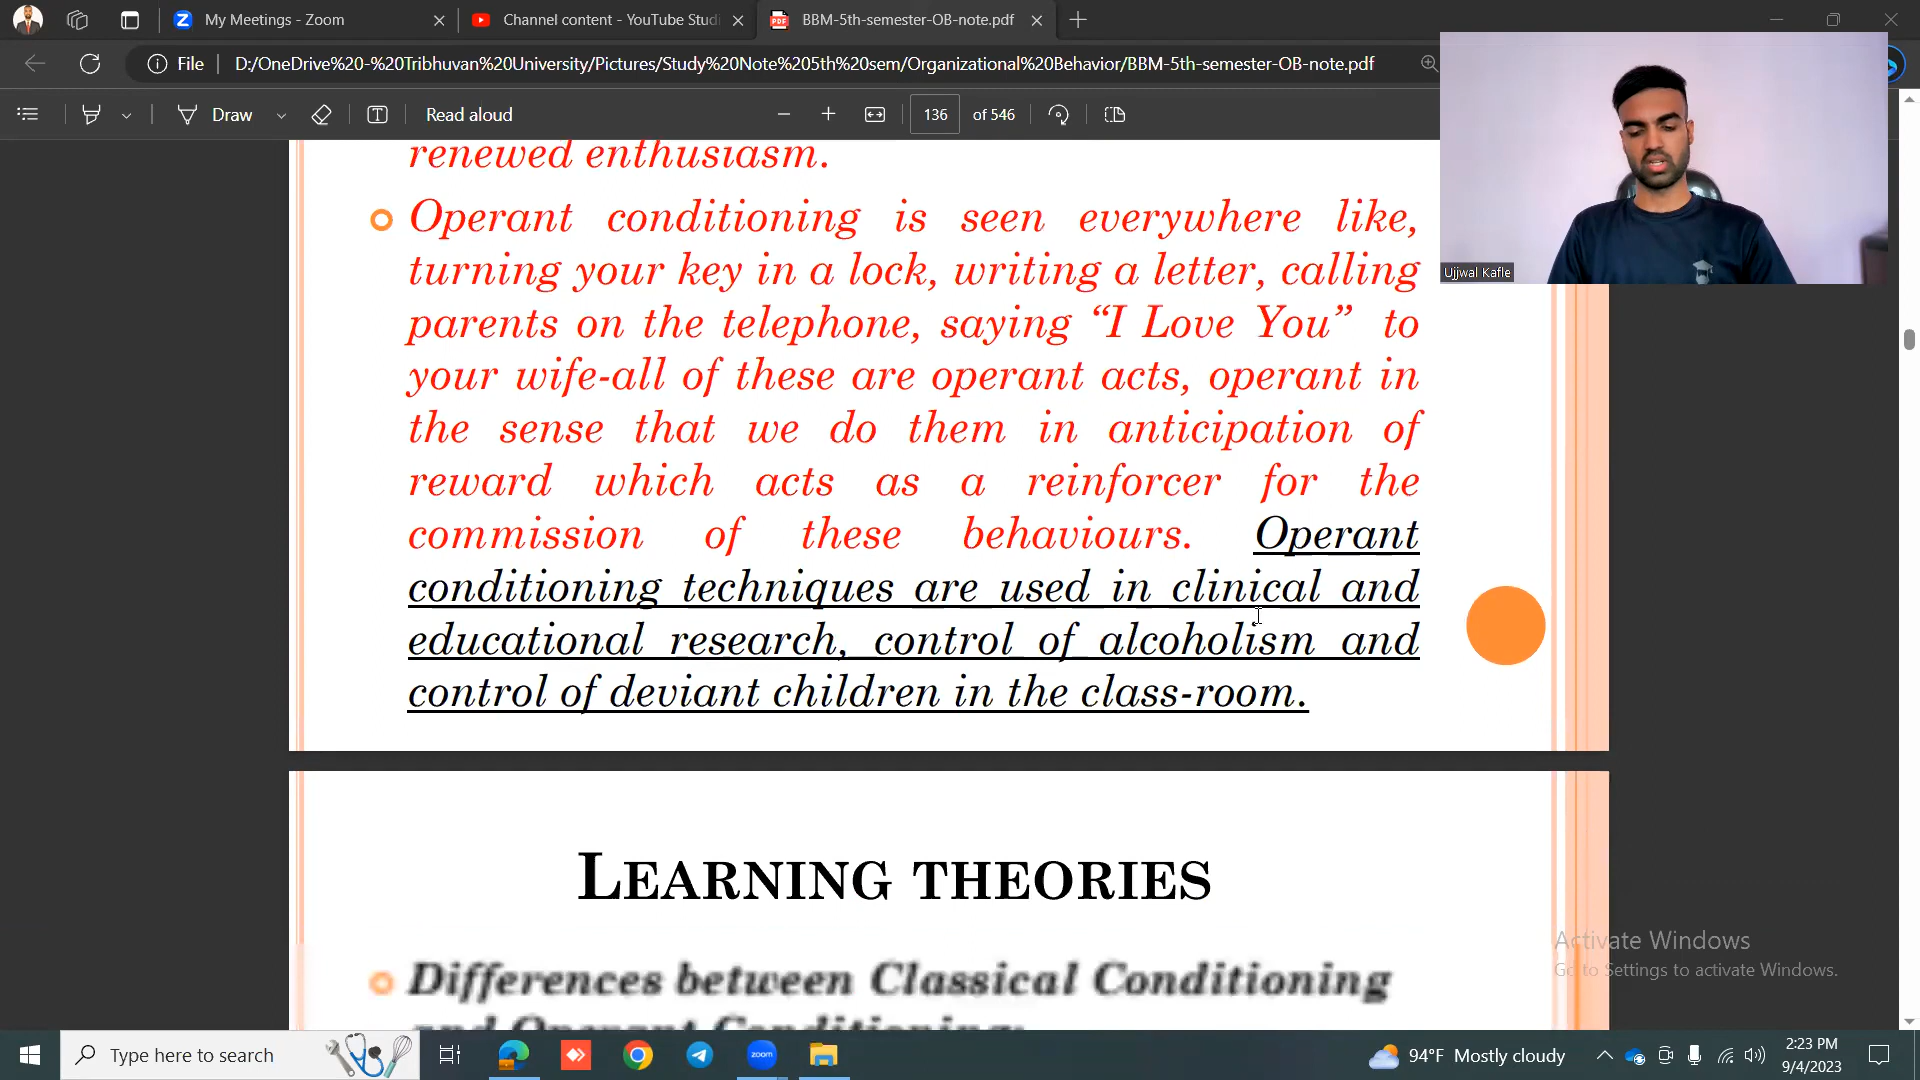 My Meetings - Zoom
Channel content - YouTube Studi
BBM-5th-semester-OB-note.pdf
File
D:/OneDrive%20-%20Tribhuvan%20University/Pictures/Study%20Note%205th%20sem/Organizational%20Behavior/BBM-5th-semester-OB-note.pdf
Draw
Read aloud
136
of 546
renewed enthusiasm.
Operant conditioning is seen everywhere like,
turning your key in a lock, writing a letter, calling
parents on the telephone, saying “I Love You” to
your wife-all of these are operant acts, operant in
the sense that we do them in anticipation of
reward which acts as a reinforcer for the
commission of these behaviours. Operant
conditioning techniques are used in clinical and
educational research, control of alcoholism and
control of deviant children in the class-room.
Ujjwal Kafle
LEARNING THEORIES
Differences between Classical Conditioning
and Operant Conditioning:
Activate Windows
Go to Settings to activate Windows.
Type here to search
zoom
94°F Mostly cloudy
2:23 PM
9/4/2023